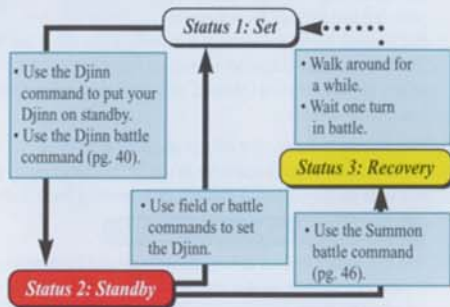 Status 1: Set
• Use the Djinn
command to put your
Djinn on standby.
• Use the Djinn battle
command (pg. 40).
• Walk around for
a while.
• Wait one turn
in battle.
Status 3: Recovery
• Use field or battle
commands to set
the Djinn.
• Use the Summon
battle command
(pg. 46).
Status 2: Standby